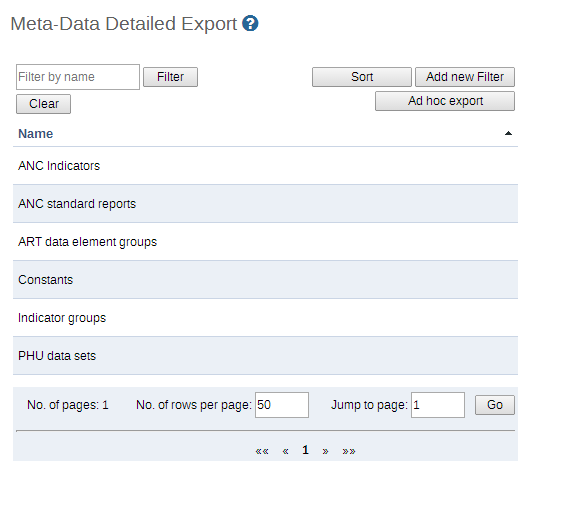 Meta-Data Detailed Export ?
Filter by name Filter Sort Add new Filter
Clear Ad hoc export
Name
ANC Indicators
ANC standard reports
ART data element groups
Constants
Indicator groups
PHU data sets
No. of pages: 1 No. of rows per page: 50 Jump to page: 1 Go
«« « 1 » »»